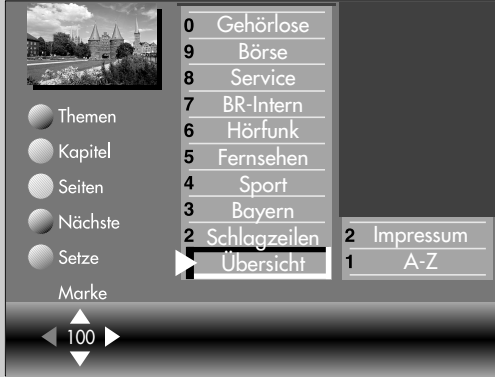 0 Gehörlose
9 Börse
8 Service
7 BR-Intern
6 Hörfunk
5 Fernsehen
4 Sport
3 Bayern
2 Schlagzeilen
Übersicht
2 Impressum
1 A-Z
Themen
Kapitel
Seiten
Nächste
Setze
Marke
100